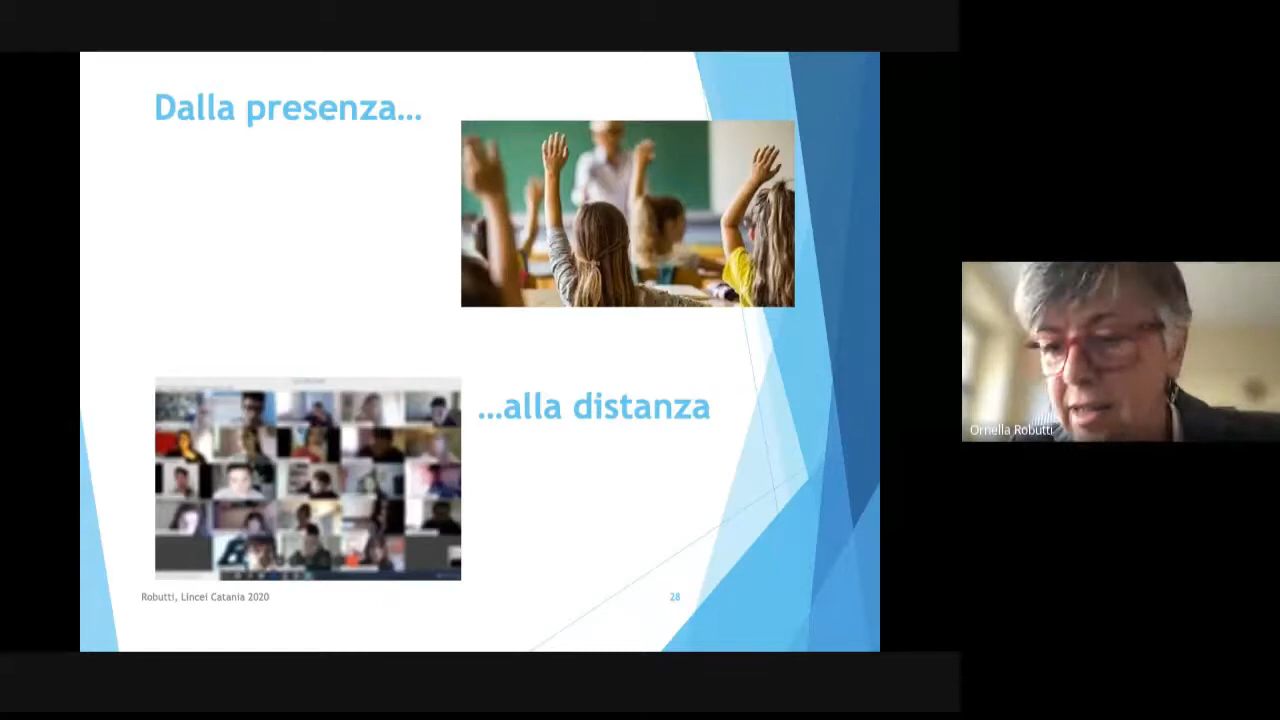 Dalla presenza…
…alla distanza
Robutti, Lincei Catania 2020
28
Ornella Robutti